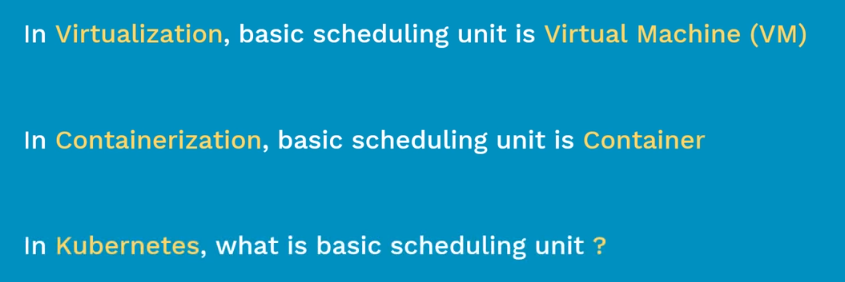 In Virtualization, basic scheduling unit is Virtual Machine (VM)
In Containerization, basic scheduling unit is Container
In Kubernetes, what is basic scheduling unit ?